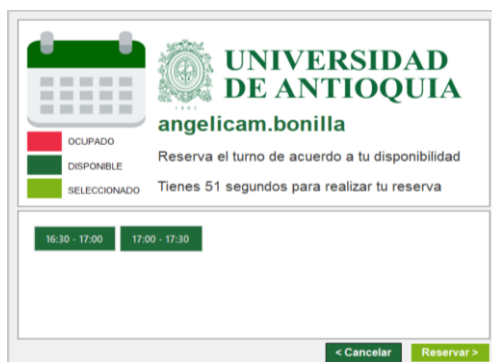 UNIVERSIDAD
DE ANTIOQUIA
1803
angelicam.bonilla
OCUPADO
DISPONIBLE
SELECCIONADO
Reserva el turno de acuerdo a tu disponibilidad
Tienes 51 segundos para realizar tu reserva
16:30 - 17:00 17:00 - 17:30
< Cancelar Reservar >